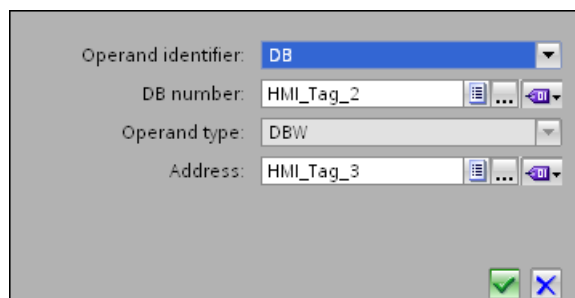 Operand identifier: DB
DB number: HMI_Tag_2 ...
Operand type: DBW
Address: HMI_Tag_3 ...